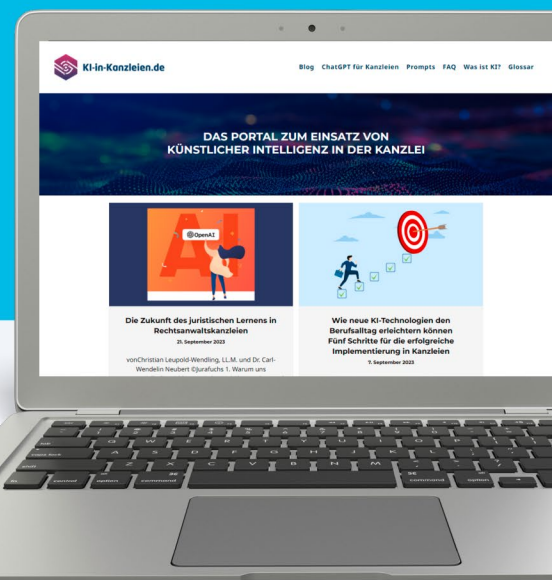 KI-in-Kanzleien.de
Blog ChatGPT für Kanzleien Prompts FAQ Was ist KI? Glossar
DAS PORTAL ZUM EINSATZ VON
KÜNSTLICHER INTELLIGENZ IN DER KANZLEI
AI
OpenAI
Die Zukunft des juristischen Lernens in
Rechtsanwaltskanzleien
21. September 2023
vonChristian Leupold-Wendling, LL.M. und Dr. Carl-
Wendelin Neubert ©Jurafuchs 1. Warum uns
Wie neue KI-Technologien den
Berufsalltag erleichtern können
Fünf Schritte für die erfolgreiche
Implementierung in Kanzleien
7. September 2023
Q W E R T Y U I O P
A S D F G H J K L
Z X C V B N M
command option